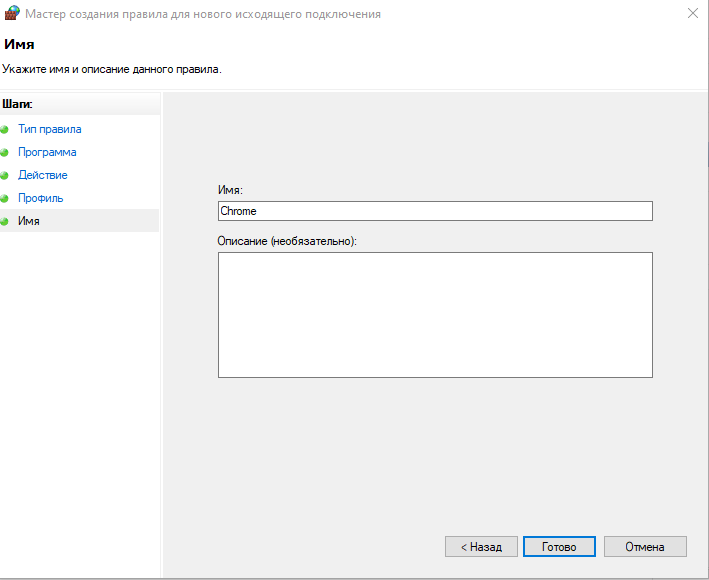 Мастер создания правила для нового исходящего подключения
Имя
Укажите имя и описание данного правила.
Шаги:
Тип правила
Программа
Действие
Профиль
Имя
Имя:
Chrome
Описание (необязательно):
< Назад
Готово
Отмена